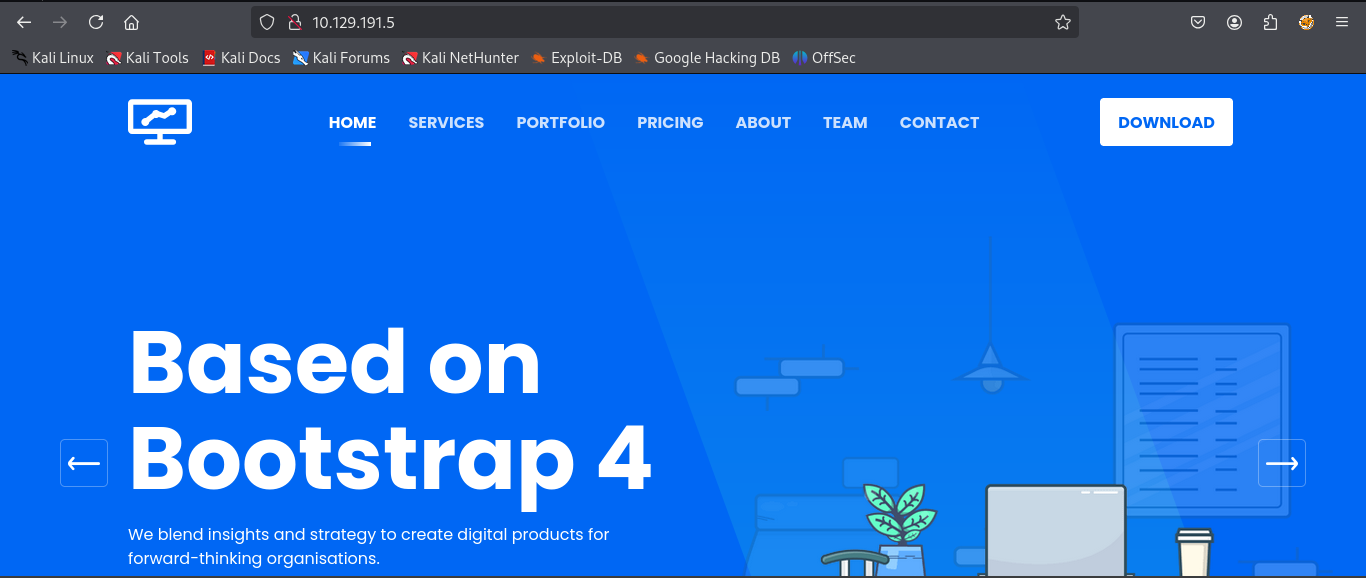 10.129.191.5
Kali Linux Kali Tools Kali Docs Kali Forums Kali NetHunter Exploit-DB Google Hacking DB OffSec
HOME SERVICES PORTFOLIO PRICING ABOUT TEAM CONTACT DOWNLOAD
Based on
Bootstrap 4
We blend insights and strategy to create digital products for
forward-thinking organisations.